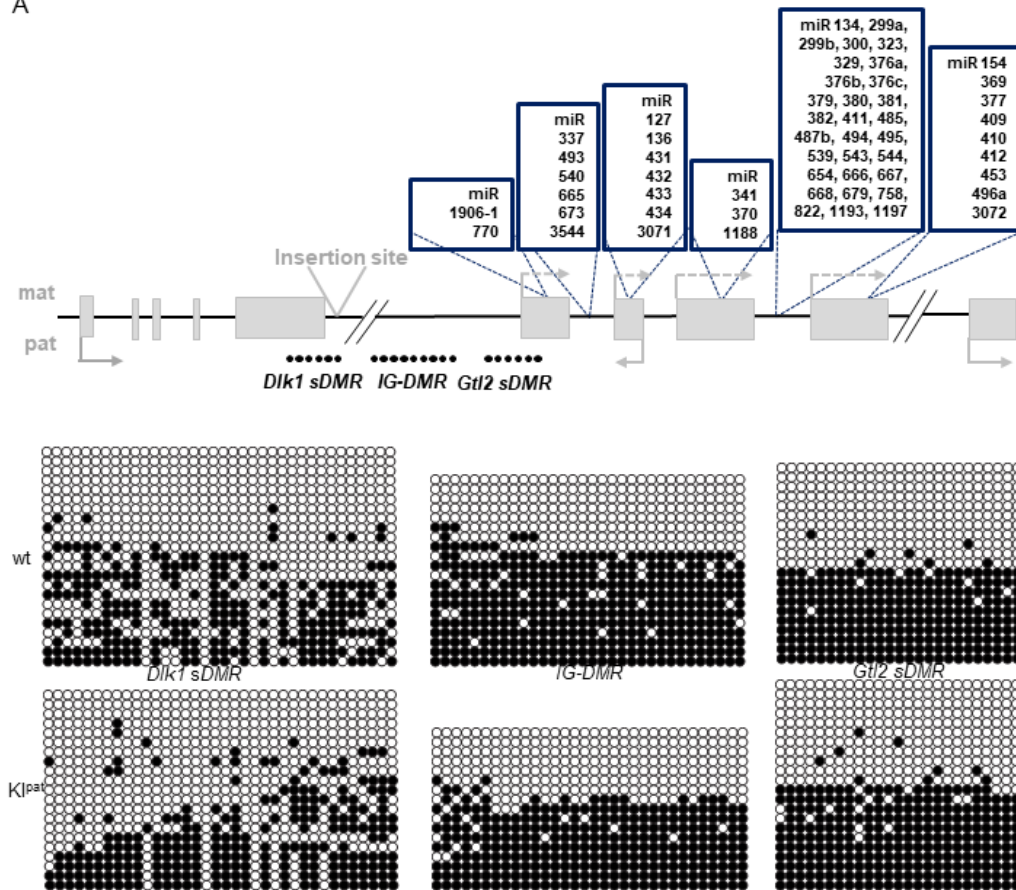 A
miR
1906-1
770
miR
337
493
540
665
673
3544
miR
127
136
431
432
433
434
3071
miR
341
370
1188
miR 134, 299a,
299b, 300, 323,
329, 376a,
376b, 376c,
379, 380, 381,
382, 411, 485,
487b, 494, 495,
539, 543, 544,
654, 666, 667,
668, 679, 758,
822, 1193, 1197
miR 154
369
377
409
410
412
453
496a
3072
Insertion site
mat
pat
Dlk1 sDMR
IG-DMR
Gtl2 sDMR
wt
Dlk1 sDMR
IG-DMR
Gtl2 sDMR
KIpat